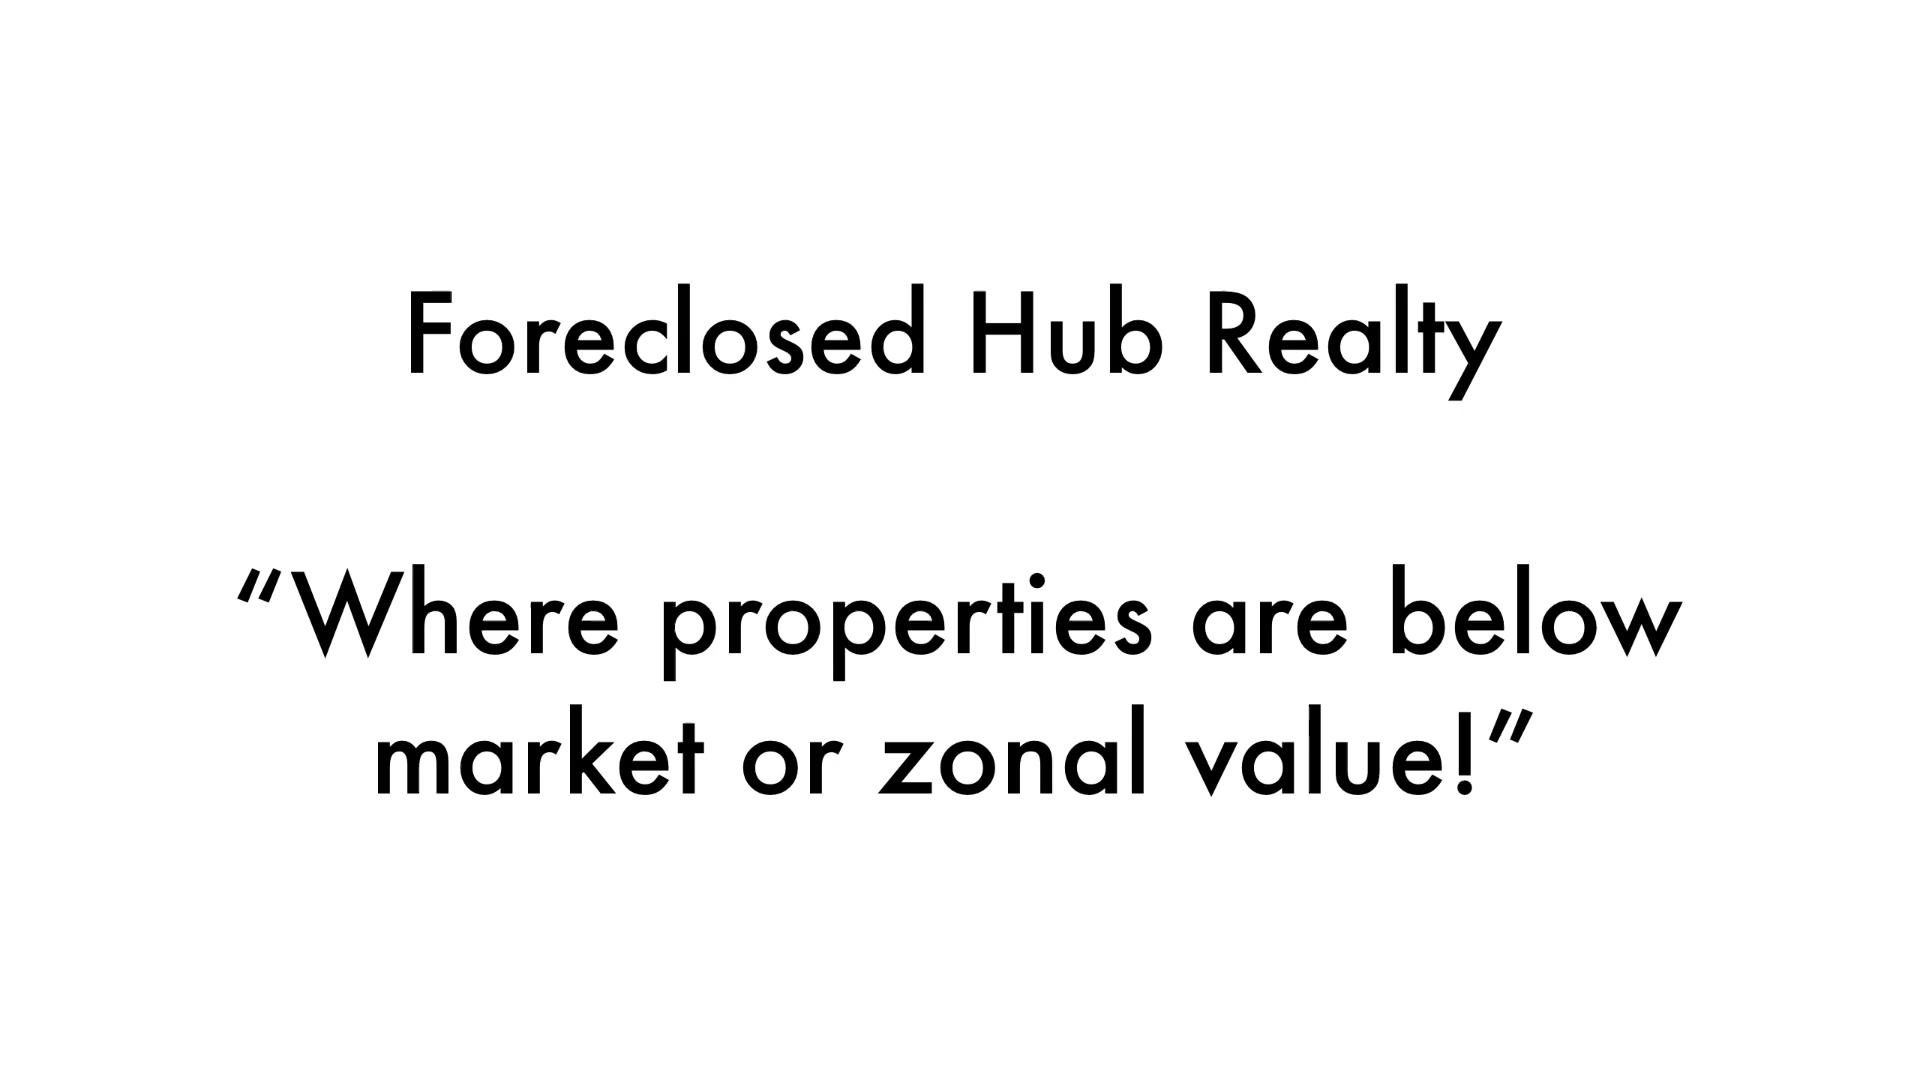 Foreclosed Hub Realty
“Where properties are below
market or zonal value!”